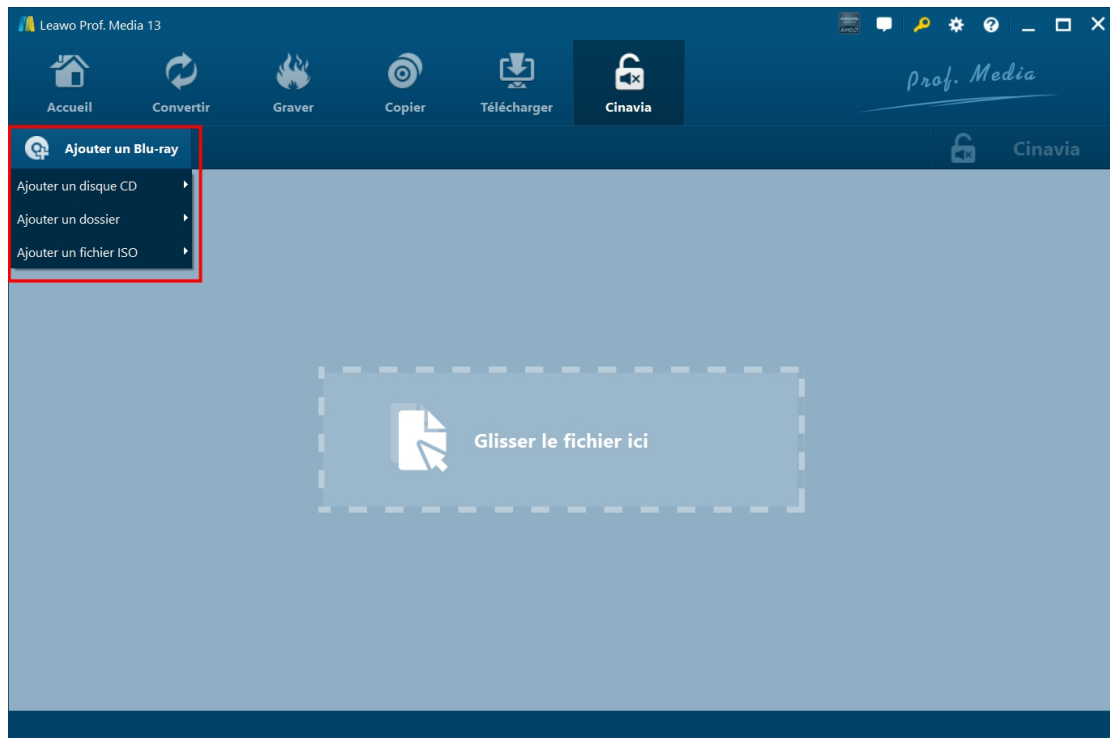 Leawo Prof. Media 13
AMD
Accueil
Convertir
Graver
Copier
Télécharger
Cinavia
Prof. Media
Ajouter un Blu-ray
Cinavia
Ajouter un disque CD
Ajouter un dossier
Ajouter un fichier ISO
Glisser le fichier ici